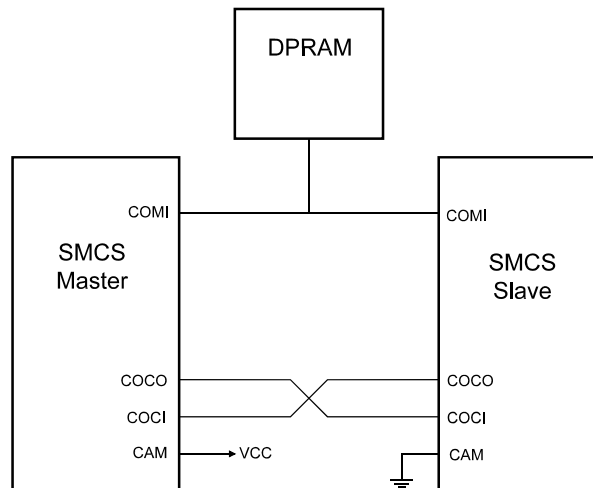 DPRAM
COMI
COMI
SMCS
Master
SMCS
Slave
COCO
COCO
COCI
COCI
CAM
VCC
CAM